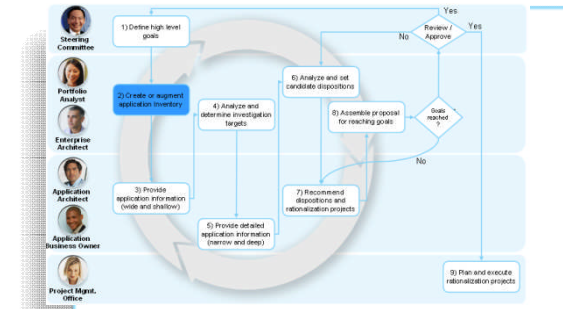 Steering
Committee
Portfolio
Analyst
Enterprise
Architect
Application
Architect
Application
Business Owner
Project Mgmt.
Office
1) Define high level
goals
2) Create or augment
application inventory
3) Provide
application information
(wide and shallow)
4) Analyze and
determine investigation
targets
5) Provide detailed
application information
(narrow and deep)
6) Analyze and set
candidate dispositions
7) Recommend
dispositions and
rationalization projects
8) Assemble proposal
for reaching goals
Goals
reached
?
No
Review /
Approve
No
Yes
Yes
9) Plan and execute
rationalization projects